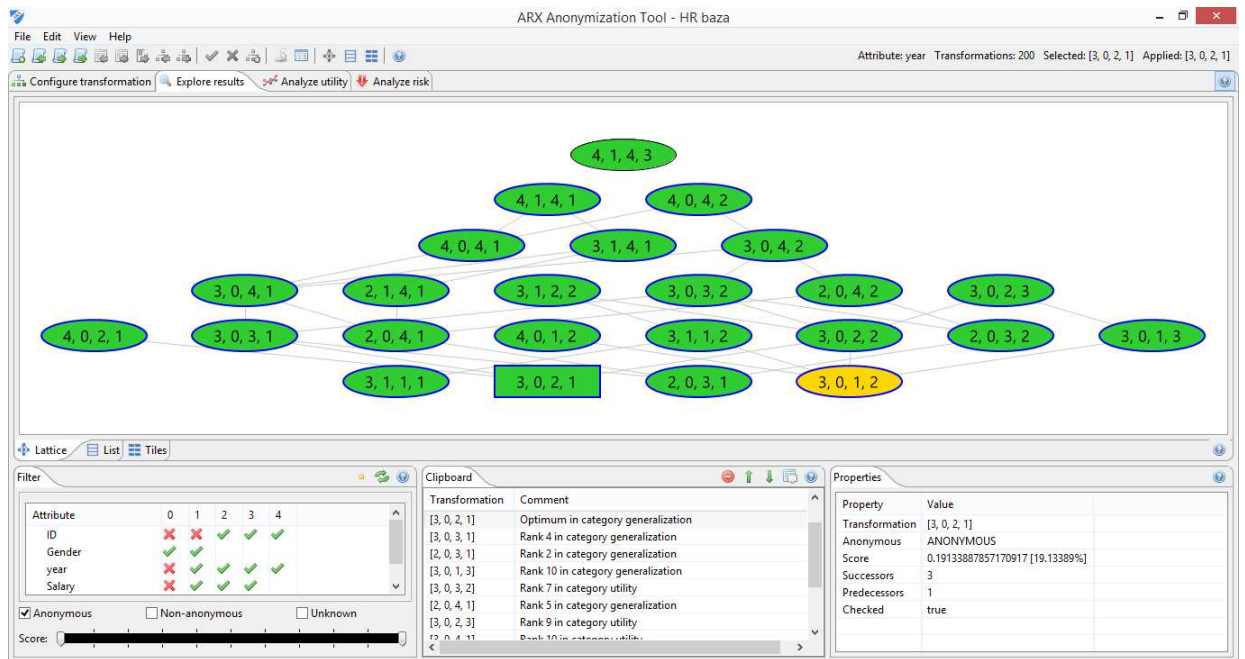 ARX Anonymization Tool - HR baza
File Edit View Help
Attribute: year Transformations: 200 Selected: [3, 0, 2, 1] Applied: [3, 0, 2, 1]
Configure transformation Explore results Analyze utility Analyze risk
4, 1, 4, 3
4, 1, 4, 1 4, 0, 4, 2
4, 0, 4, 1 3, 1, 4, 1 3, 0, 4, 2
3, 0, 4, 1 2, 1, 4, 1 3, 1, 2, 2 3, 0, 3, 2 2, 0, 4, 2 3, 0, 2, 3
4, 0, 2, 1 3, 0, 3, 1 2, 0, 4, 1 4, 0, 1, 2 3, 1, 1, 2 3, 0, 2, 2 2, 0, 3, 2 3, 0, 1, 3
3, 1, 1, 1 3, 0, 2, 1 2, 0, 3, 1 3, 0, 1, 2
Lattice List Tiles
Filter
Attribute 0 1 2 3 4
ID
Gender
year
Salary
Anonymous Non-anonymous Unknown
Score:
Clipboard
Transformation Comment
[3, 0, 2, 1] Optimum in category generalization
[3, 0, 3, 1] Rank 4 in category generalization
[2, 0, 3, 1] Rank 2 in category generalization
[3, 0, 1, 3] Rank 10 in category generalization
[3, 0, 3, 2] Rank 7 in category utility
[2, 0, 4, 1] Rank 5 in category generalization
[3, 0, 2, 3] Rank 9 in category utility
Rank 10 in category utility
Properties
Property Value
Transformation [3, 0, 2, 1]
Anonymous ANONYMOUS
Score 0.19133887857170917 [19.13389%]
Successors 3
Predecessors 1
Checked true